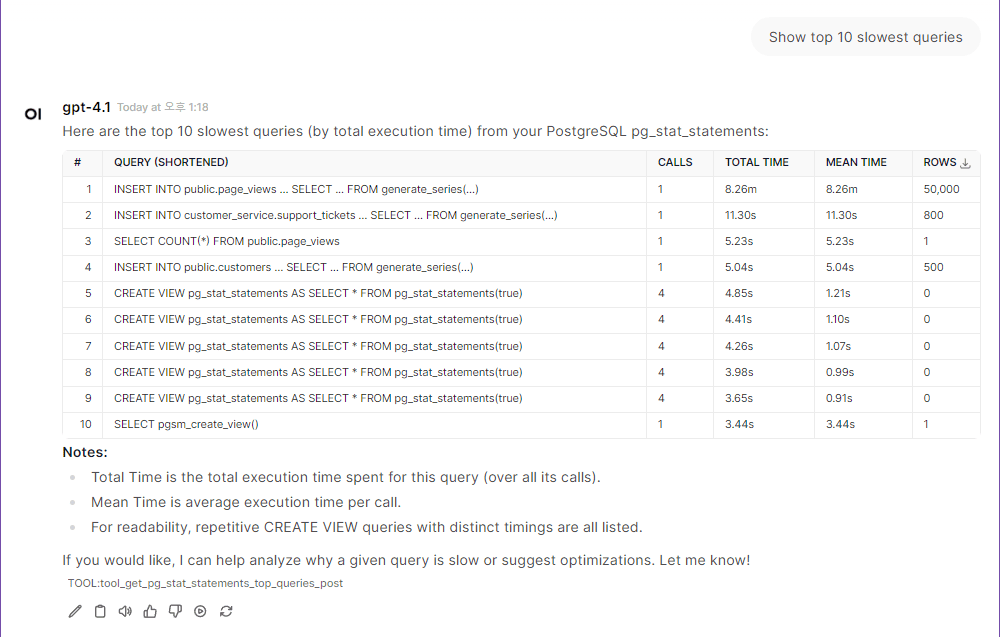 Show top 10 slowest queries
OI
gpt-4.1 Today at 오후 1:18
Here are the top 10 slowest queries (by total execution time) from your PostgreSQL pg_stat_statements:
# QUERY (SHORTENED) CALLS TOTAL TIME MEAN TIME ROWS
1 INSERT INTO public.page_views ... SELECT ... FROM generate_series(...) 1 8.26m 8.26m 50,000
2 INSERT INTO customer_service.support_tickets ... SELECT ... FROM generate_series(...) 1 11.30s 11.30s 800
3 SELECT COUNT(*) FROM public.page_views 1 5.23s 5.23s 1
4 INSERT INTO public.customers ... SELECT ... FROM generate_series(...) 1 5.04s 5.04s 500
5 CREATE VIEW pg_stat_statements AS SELECT * FROM pg_stat_statements(true) 4 4.85s 1.21s 0
6 CREATE VIEW pg_stat_statements AS SELECT * FROM pg_stat_statements(true) 4 4.41s 1.10s 0
7 CREATE VIEW pg_stat_statements AS SELECT * FROM pg_stat_statements(true) 4 4.26s 1.07s 0
8 CREATE VIEW pg_stat_statements AS SELECT * FROM pg_stat_statements(true) 4 3.98s 0.99s 0
9 CREATE VIEW pg_stat_statements AS SELECT * FROM pg_stat_statements(true) 4 3.65s 0.91s 0
10 SELECT pgsm_create_view() 1 3.44s 3.44s 1
Notes:
Total Time is the total execution time spent for this query (over all its calls).
Mean Time is average execution time per call.
For readability, repetitive CREATE VIEW queries with distinct timings are all listed.
If you would like, I can help analyze why a given query is slow or suggest optimizations. Let me know!
TOOL:tool_get_pg_stat_statements_top_queries_post